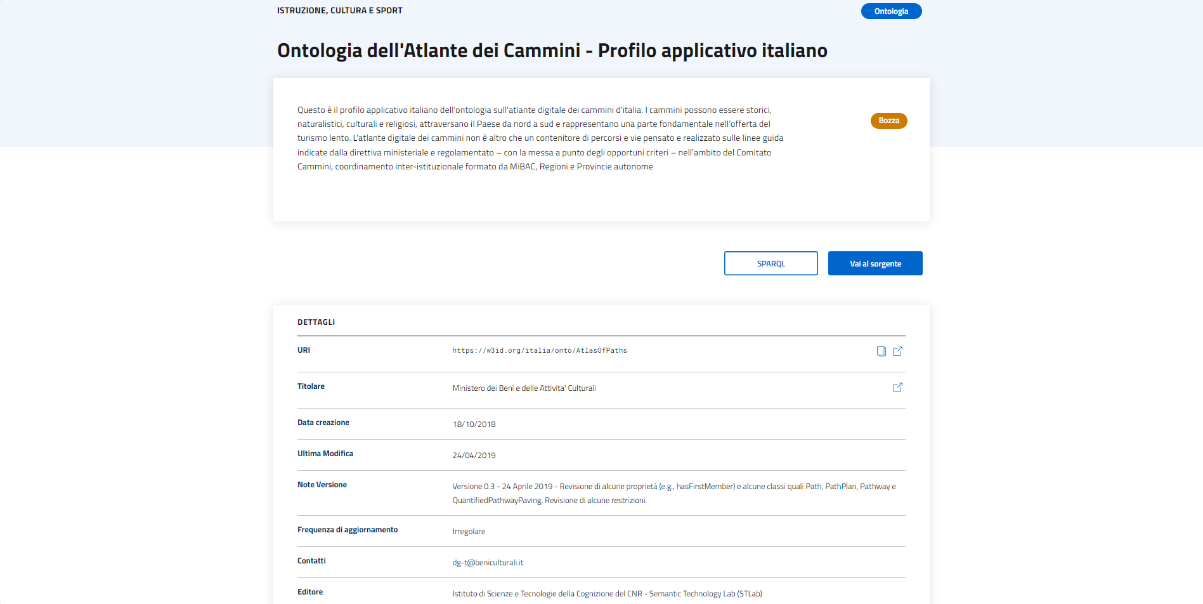 ISTRUZIONE, CULTURA E SPORT
Ontologia
Ontologia dell'Atlante dei Cammini - Profilo applicativo italiano
Questo è il profilo applicativo italiano dell'ontologia sull'atlante digitale dei cammini d'italia. I cammini possono essere storici,
naturalistici, culturali e religiosi, attraversano il Paese da nord a sud e rappresentano una parte fondamentale nell'offerta del
turismo lento. L'atlante digitale dei cammini non è altro che un contenitore di percorsi e vie pensato e realizzato sulle linee guida
indicate dalla direttiva ministeriale e regolamentato – con la messa a punto degli opportuni criteri – nell'ambito del Comitato
Cammini, coordinamento inter-istituzionale formato da MiBAC, Regioni e Provincie autonome
Bozza
SPARQL
Vai al sorgente
DETTAGLI
URI
https://w3id.org/italia/onto/AtlasOfPaths
Titolare
Ministero dei Beni e delle Attivita' Culturali
Data creazione
18/10/2018
Ultima Modifica
24/04/2019
Note Versione
Versione 0.3 - 24 Aprile 2019 - Revisione di alcune proprietà (e.g., hasFirstMember) e alcune classi quali Path, PathPlan, Pathway e
QuantifiedPathwayPaving. Revisione di alcune restrizioni.
Frequenza di aggiornamento
Irregolare
Contatti
dg-t@beniculturali.it
Editore
Istituto di Scienze e Tecnologie della Cognizione del CNR - Semantic Technology Lab (STLab)